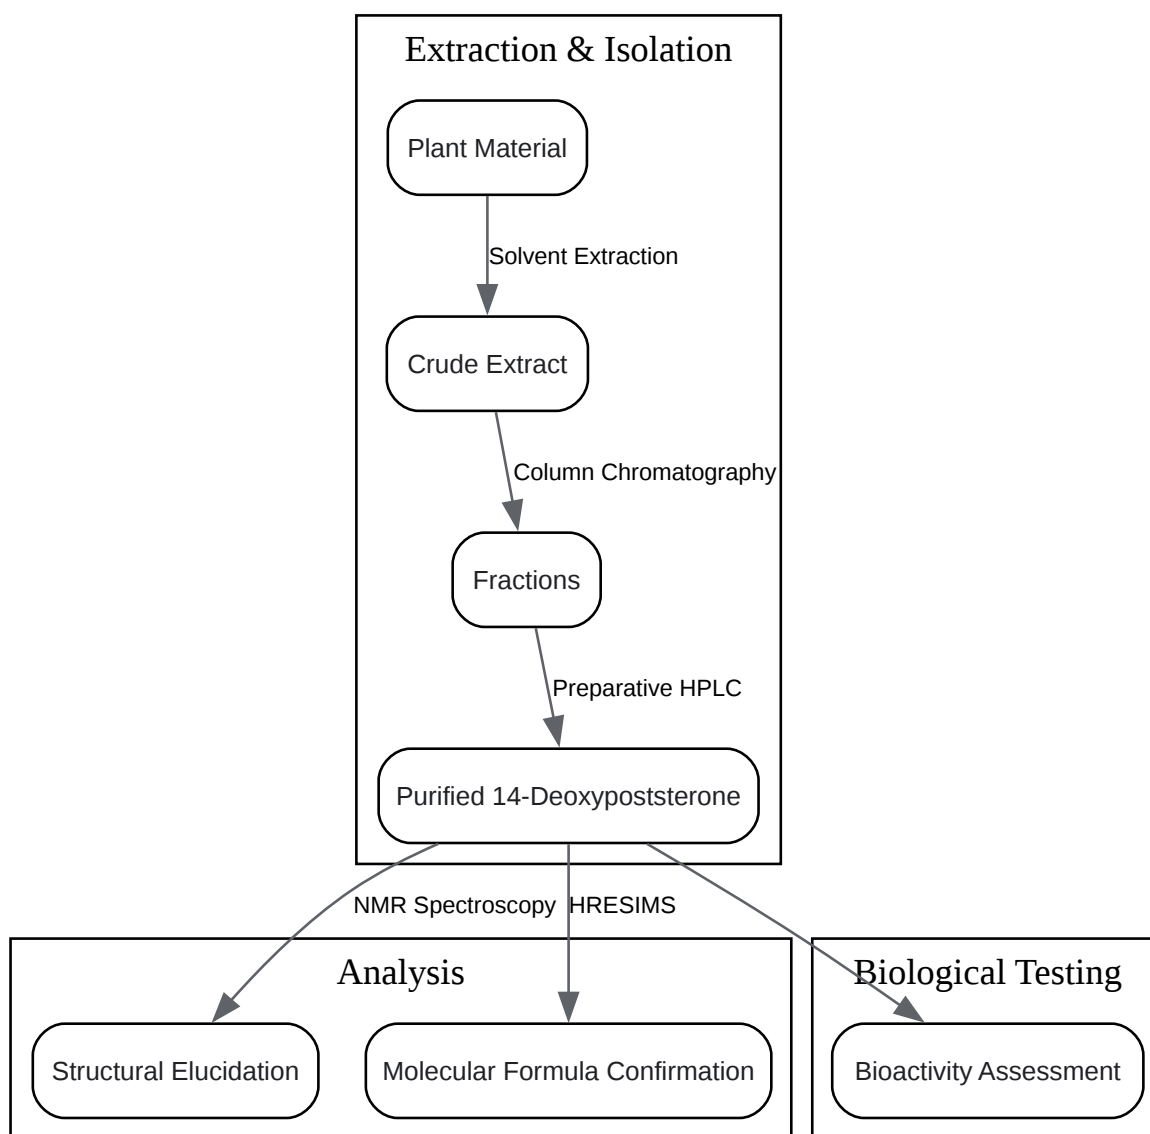 Extraction & Isolation
Plant Material
Solvent Extraction
Crude Extract
Column Chromatography
Fractions
Preparative HPLC
Purified 14-Deoxypoststerone
NMR Spectroscopy
HRESIMS
Analysis
Biological Testing
Structural Elucidation
Molecular Formula Confirmation
Bioactivity Assessment